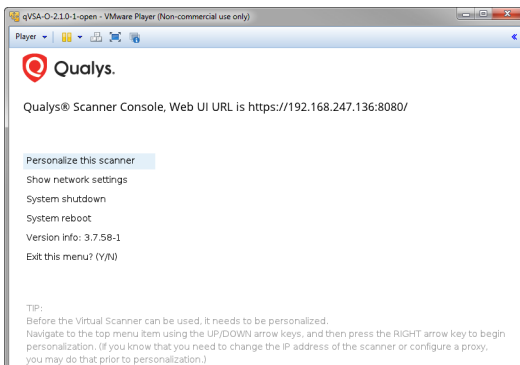 qVSA-O-2.1.0-1-open - VMware Player (Non-commercial use only)
Player
Qualys.
Qualys® Scanner Console, Web UI URL is https://192.168.247.136:8080/
Personalize this scanner
Show network settings
System shutdown
System reboot
Version info: 3.7.58-1
Exit this menu? (Y/N)
TIP:
Before the Virtual Scanner can be used, it needs to be personalized.
Navigate to the top menu item using the UP/DOWN arrow keys, and then press the RIGHT arrow key to begin
personalization. (If you know that you need to change the IP address of the scanner or configure a proxy,
you may do that prior to personalization.)